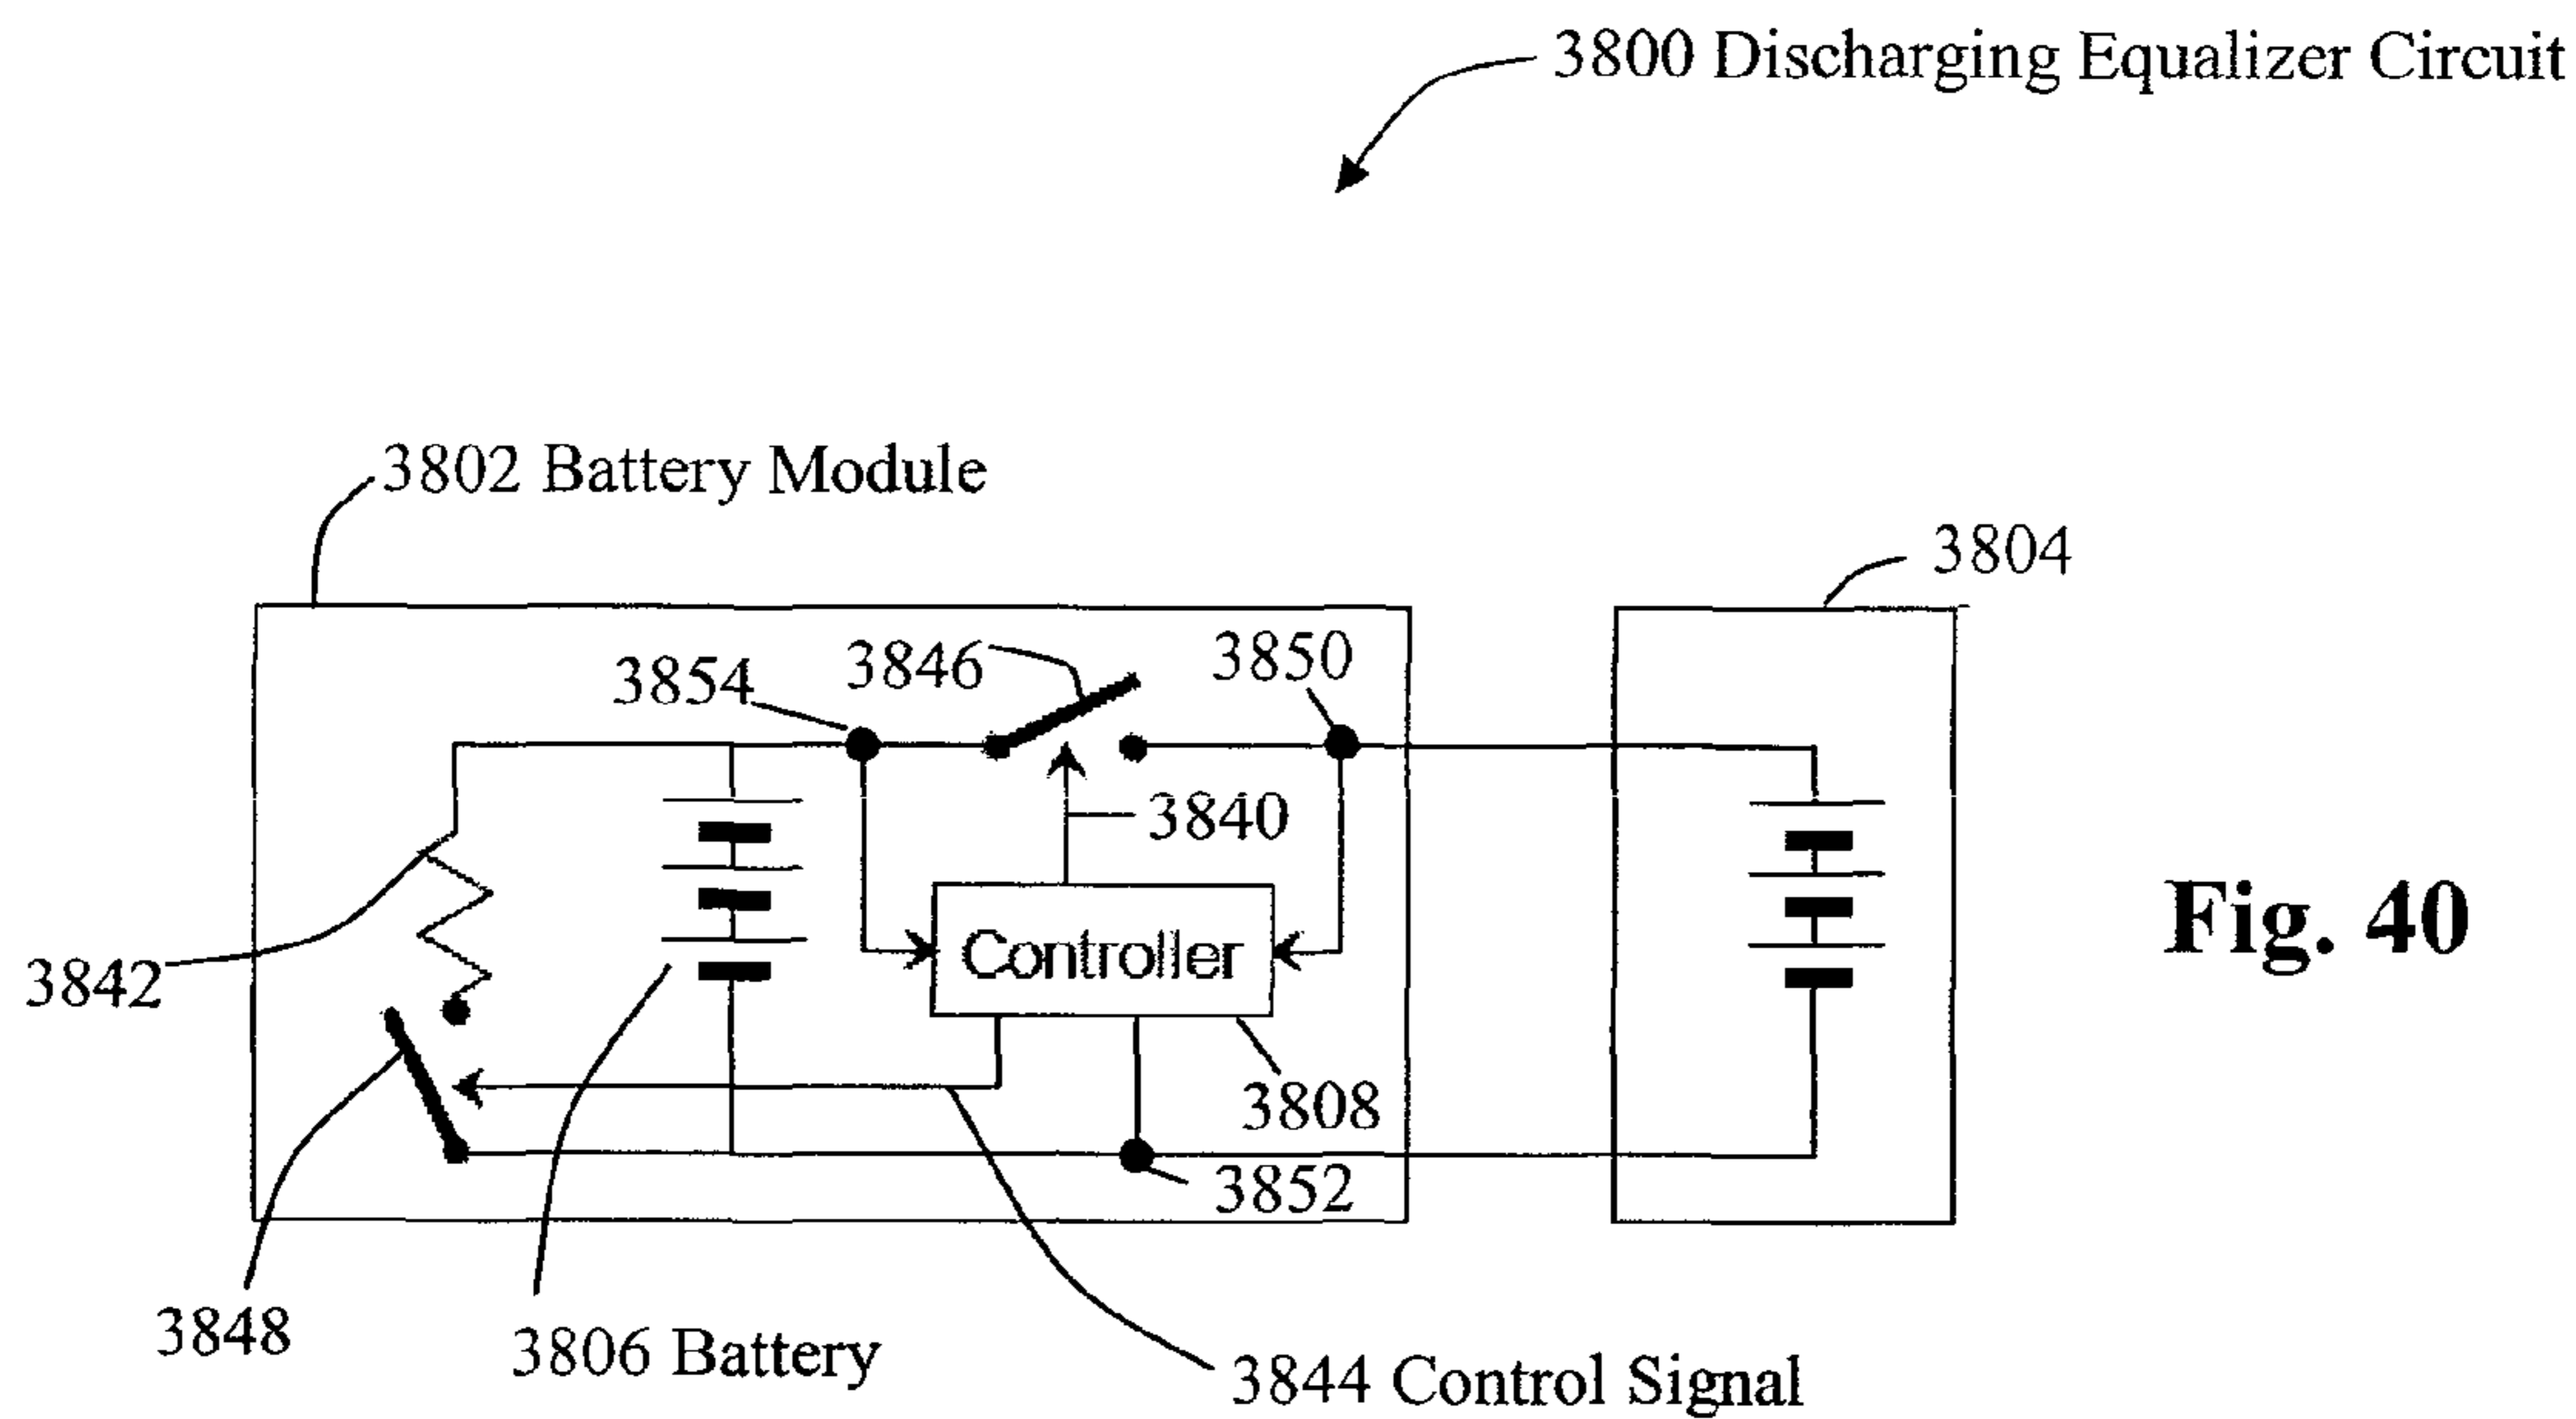 3800 Discharging Equalizer Circuit
3802 Battery Module
3804
3854
3846
3850
3840
Controller
Fig. 40
3842
3808
3852
3848
3806 Battery
3844 Control Signal